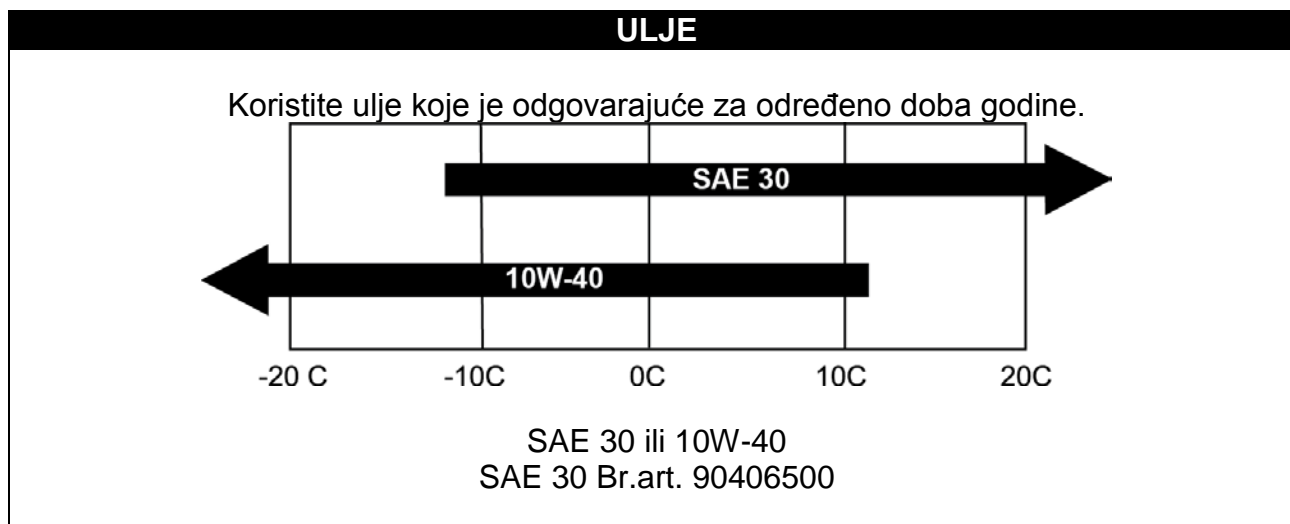 ULJE
Koristite ulje koje je odgovarajuće za određeno doba godine.
SAE 30
10W-40
-20 C -10C 0C 10C 20C
SAE 30 ili 10W-40
SAE 30 Br.art. 90406500